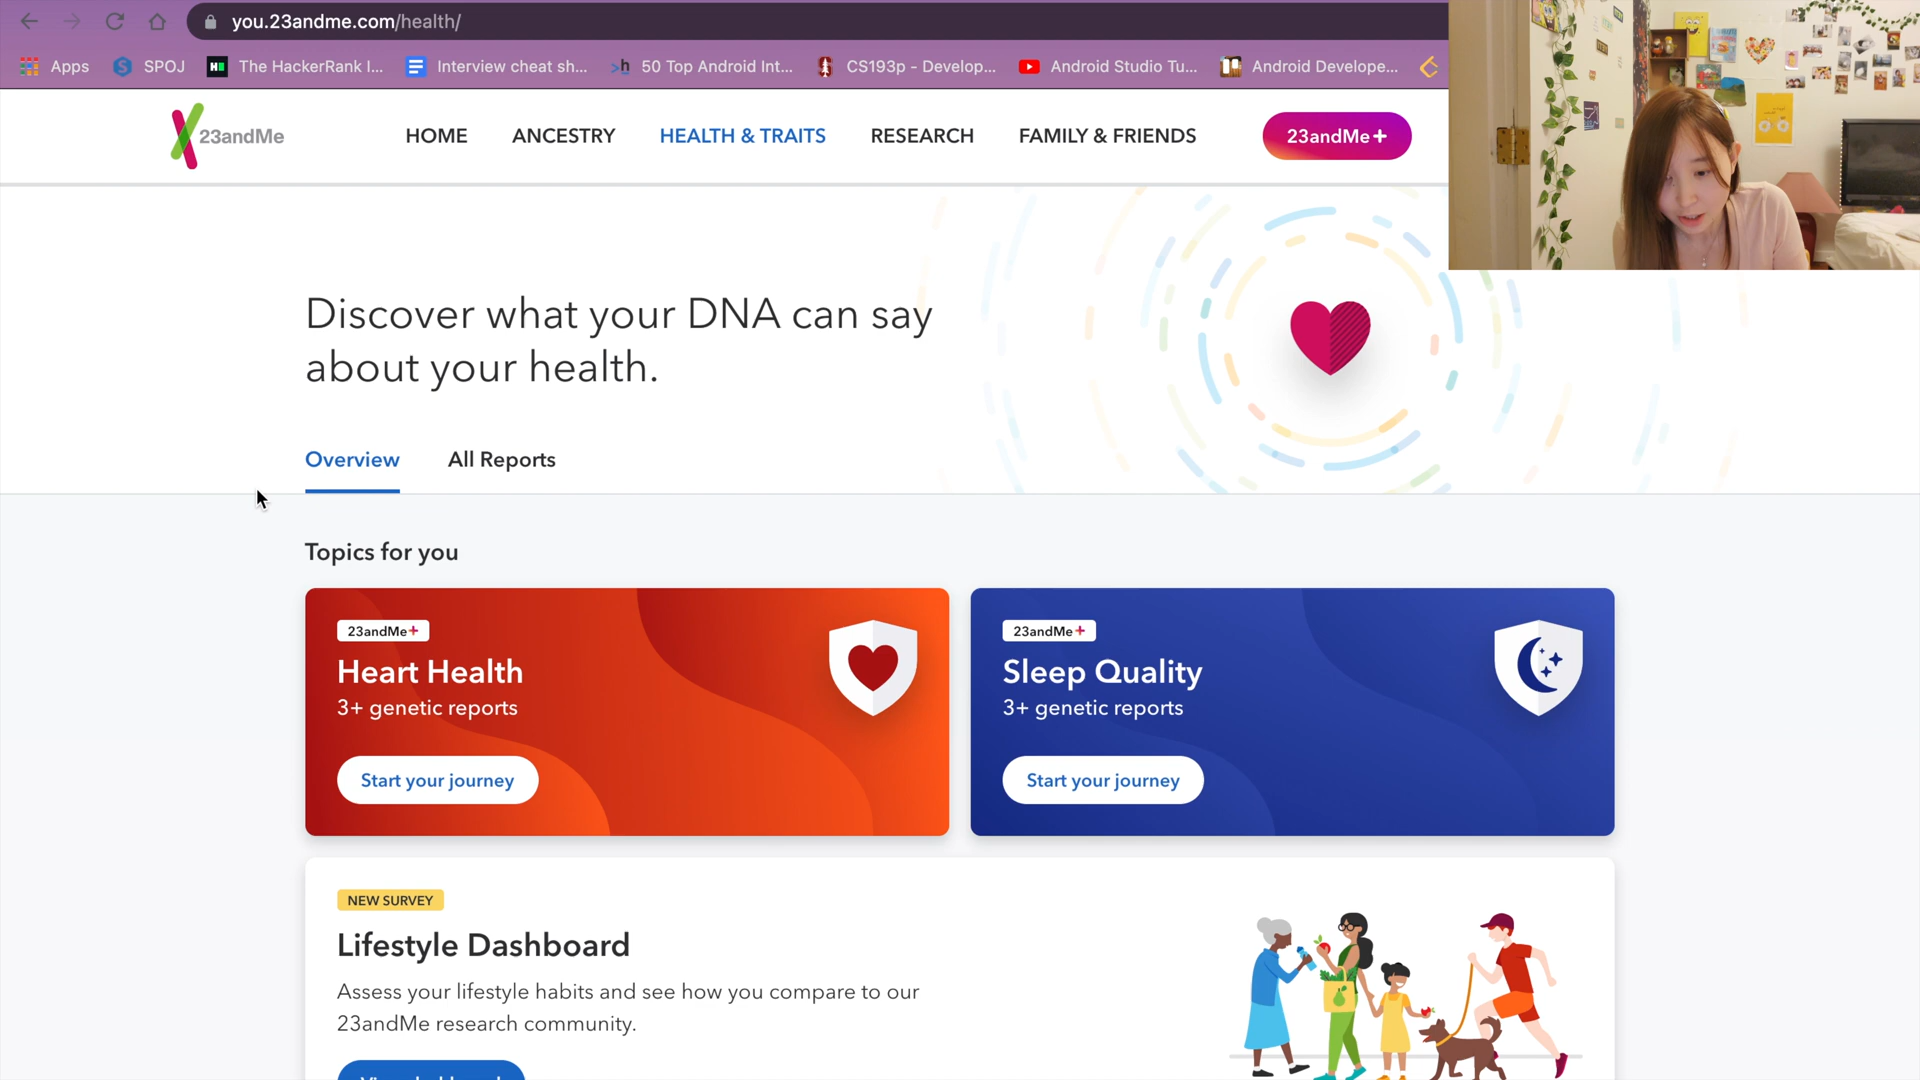 you.23andme.com/health/
Apps
SPOJ
The HackerRank I...
Interview cheat sh...
50 Top Android Int...
CS193p - Develop...
Android Studio Tu...
Android Develope...
23andMe
HOME
ANCESTRY
HEALTH & TRAITS
RESEARCH
FAMILY & FRIENDS
23andMe+
Discover what your DNA can say
about your health.
Overview
All Reports
Topics for you
23andMe+
Heart Health
3+ genetic reports
Start your journey
23andMe+
Sleep Quality
3+ genetic reports
Start your journey
NEW SURVEY
Lifestyle Dashboard
Assess your lifestyle habits and see how you compare to our
23andMe research community.